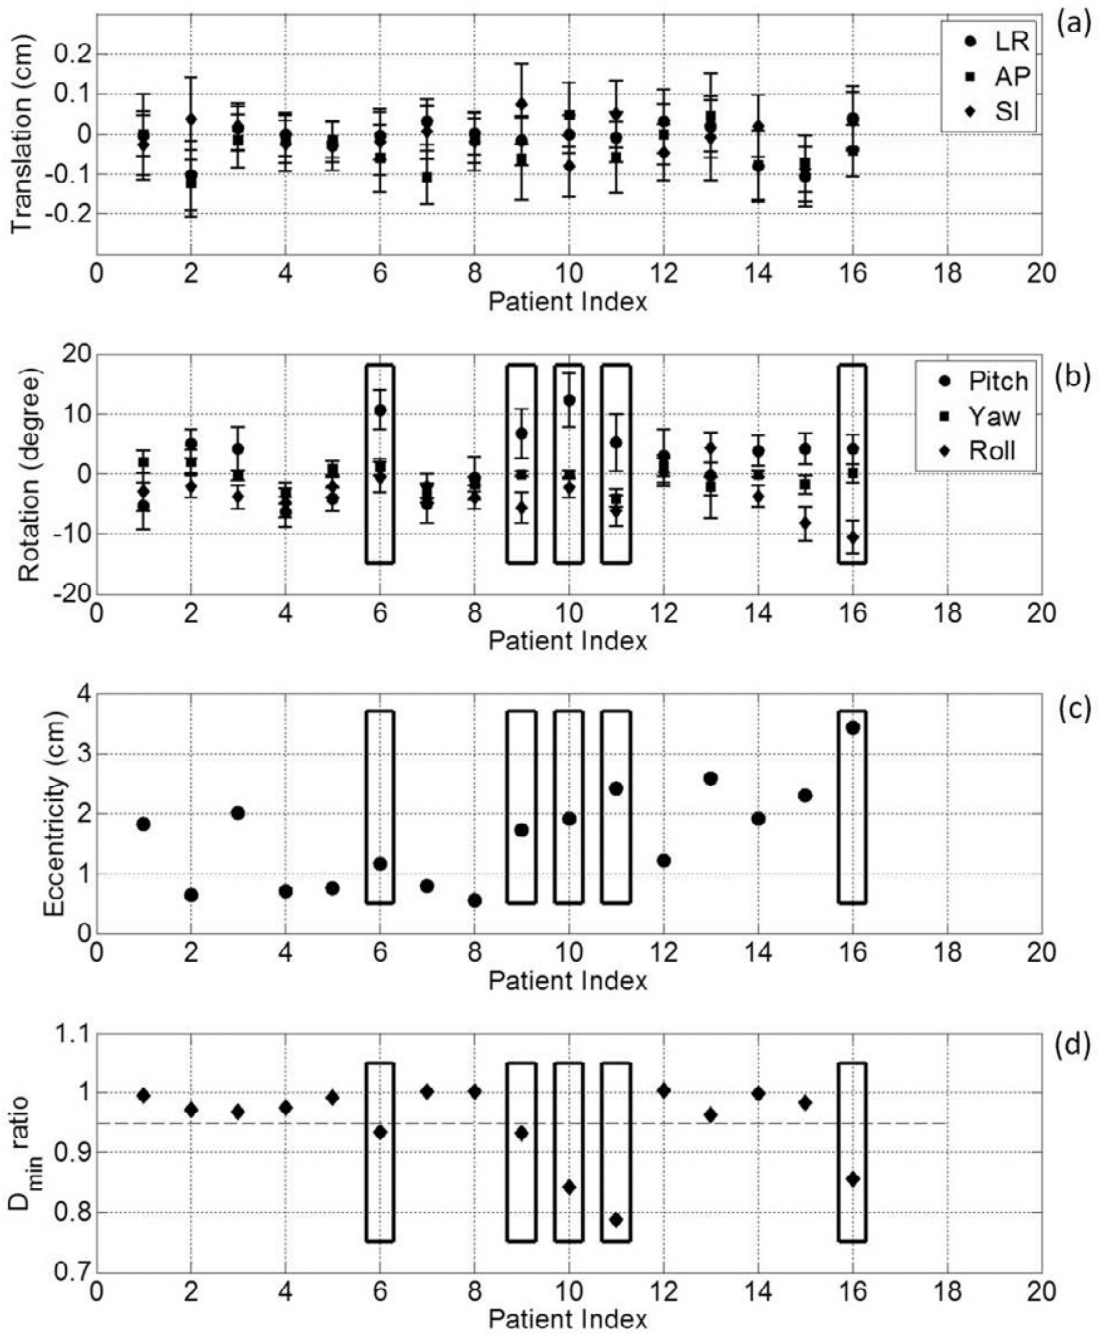 (a)
Translation (cm)
0.2
0.1
0
-0.1
-0.2
LR
AP
SI
0 2 4 6 8 10 12 14 16 18 20
Patient Index
(b)
Rotation (degree)
20
10
0
-10
-20
Pitch
Yaw
Roll
0 2 4 6 8 10 12 14 16 18 20
Patient Index
(c)
Eccentricity (cm)
4
3
2
1
0
0 2 4 6 8 10 12 14 16 18 20
Patient Index
(d)
Dmin ratio
1.1
1
0.9
0.8
0.7
0 2 4 6 8 10 12 14 16 18 20
Patient Index